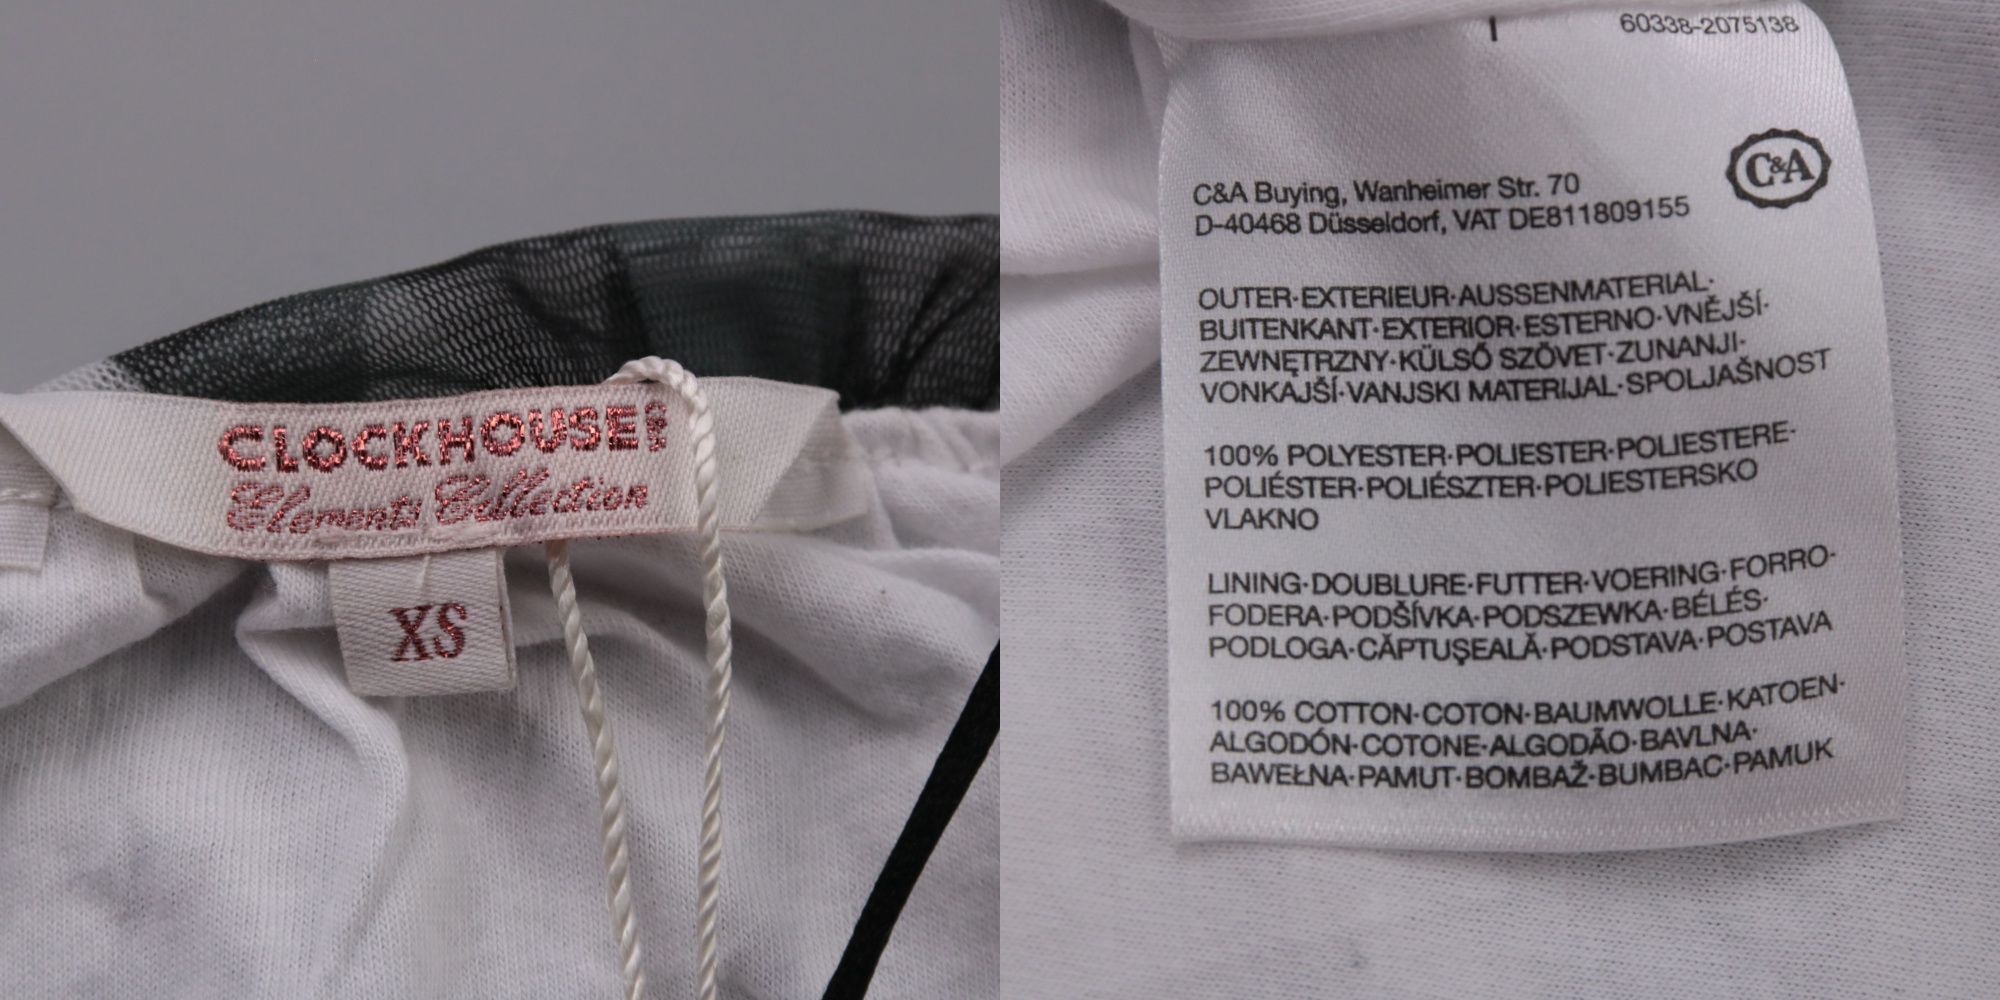 CLOCKHOUSE
Elements Collection
XS
60338-2075138
C&A
C&A Buying, Wanheimer Str. 70
D-40468 Düsseldorf, VAT DE811809155
OUTER·EXTERIEUR·AUSSENMATERIAL·
BUITENKANT·EXTERIOR·ESTERNO·VNĚJŠÍ·
ZEWNĘTRZNY·KÜLSŐ SZÖVET·ZUNANJI·
VONKAJŠÍ·VANJSKI MATERIJAL·SPOLJAŠNOST
100% POLYESTER·POLIESTER·POLIESTERE·
POLIÉSTER·POLIÉSZTER·POLIESTERSKO
VLAKNO
LINING·DOUBLURE·FUTTER·VOERING·FORRO·
FODERA·PODŠÍVKA·PODSZEWKA·BÉLÉS·
PODLOGA·CĂPTUŞEALĂ·PODSTAVA·POSTAVA
100% COTTON·COTON·BAUMWOLLE·KATOEN·
ALGODÓN·COTONE·ALGODÃO·BAVLNA·
BAWEŁNA·PAMUT·BOMBAŽ·BUMBAC·PAMUK